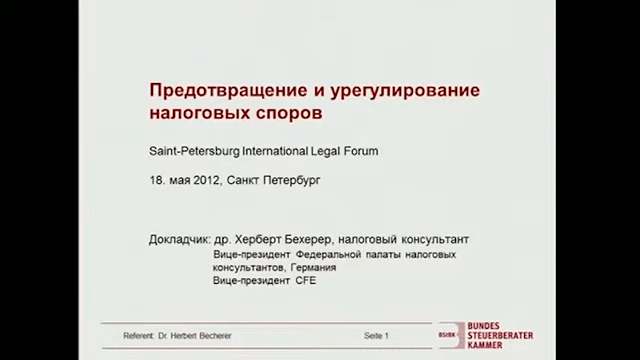 Предотвращение и урегулирование
налоговых споров
Saint-Petersburg International Legal Forum
18. мая 2012, Санкт Петербург
Докладчик: др. Херберт Бехерер, налоговый консультант
Вице-президент Федеральной палаты налоговых
консультантов, Германия
Вице-президент CFE
Referent: Dr. Herbert Becherer
Seite 1
BStBK
BUNDES
STEUERBERATER
KAMMER